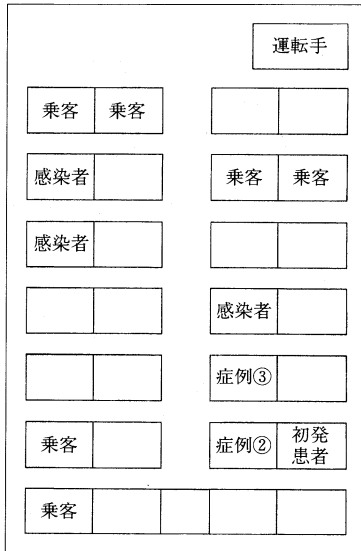 運転手
乗客 乗客
感染者 乗客 乗客
感染者
感染者
症例③
乗客 症例② 初発
患者
乗客